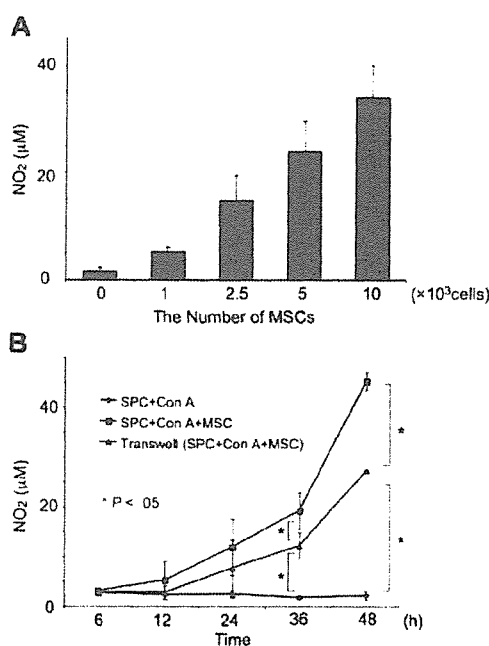 A
40
20
0
NO₂ (μM)
0 1 2.5 5 10 (×10³cells)
The Number of MSCs
B
40
20
0
NO₂ (μM)
SPC+Con A
SPC+Con A+MSC
Transwell (SPC+Con A+MSC)
* P < .05
*
*
*
*
6 12 24 36 48 (h)
Time